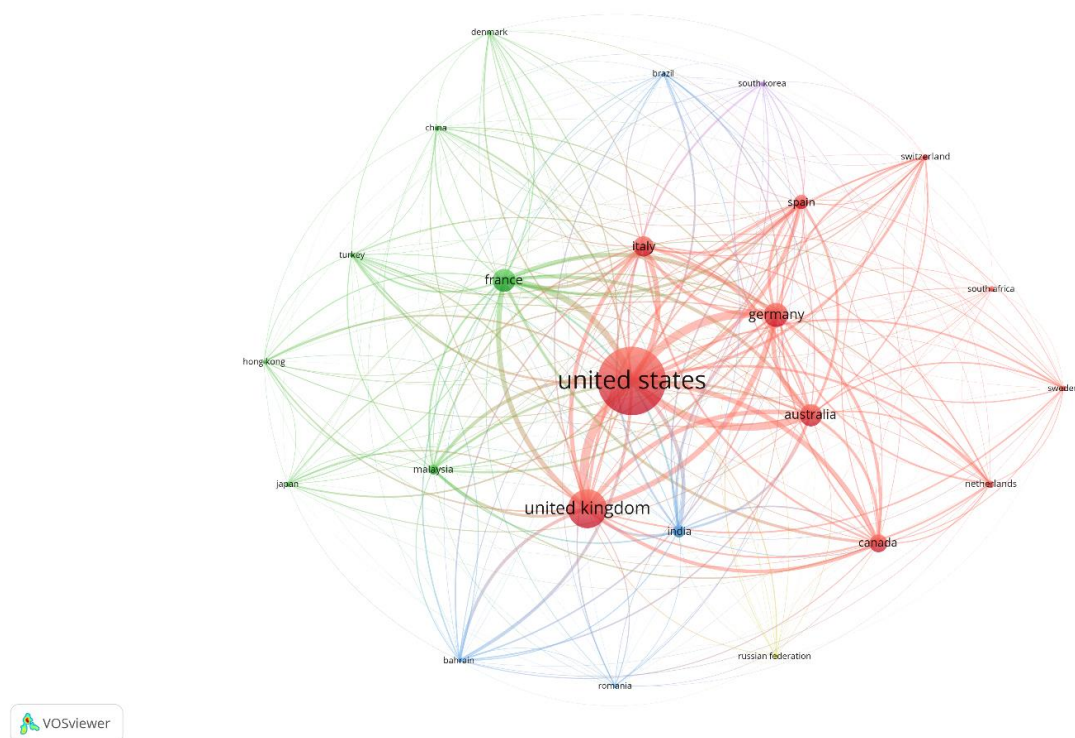 denmark
brazil
south korea
china
switzerland
spain
italy
turkey
france
south africa
germany
hong kong
united states
sweden
australia
malaysia
japan
netherlands
united kingdom
india
canada
russian federation
bahrain
romania
VOSviewer